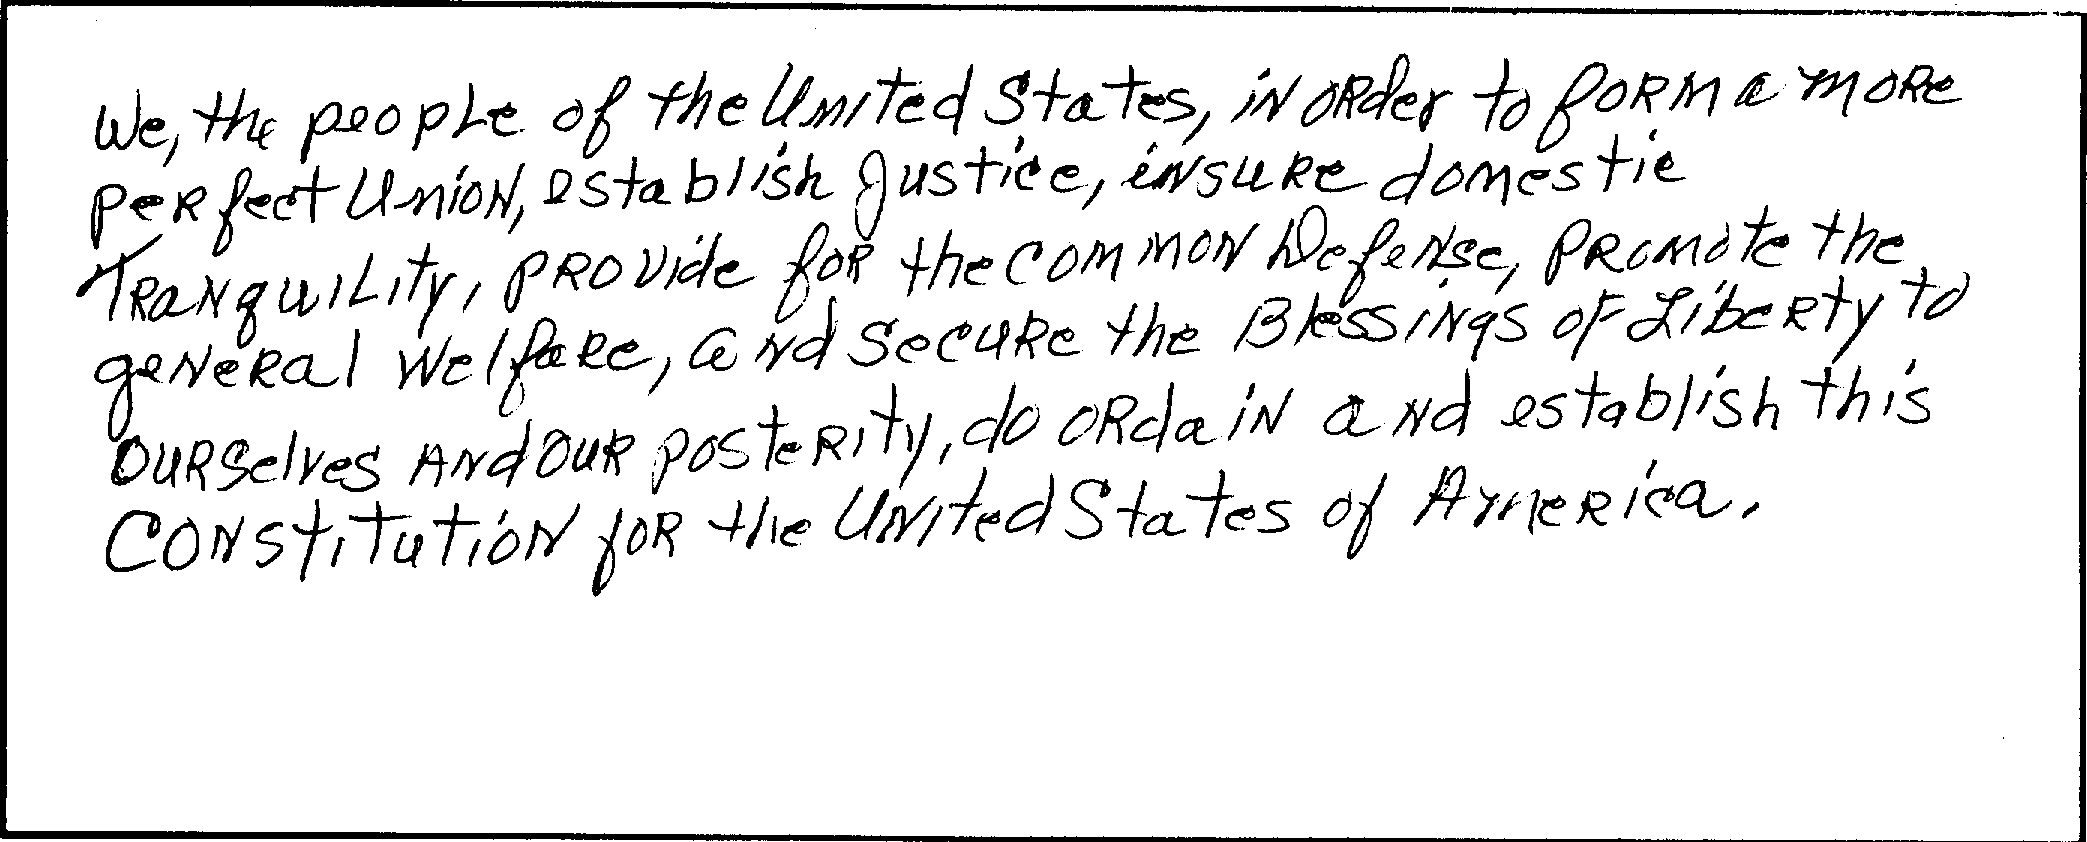 We, the people of the United States, in order to form a more
perfect Union, establish Justice, insure domestic
Tranquility, provide for the common Defense, promote the
general Welfare, and secure the Blessings of Liberty to
ourselves and our posterity, do ordain and establish this
Constitution for the United States of America.